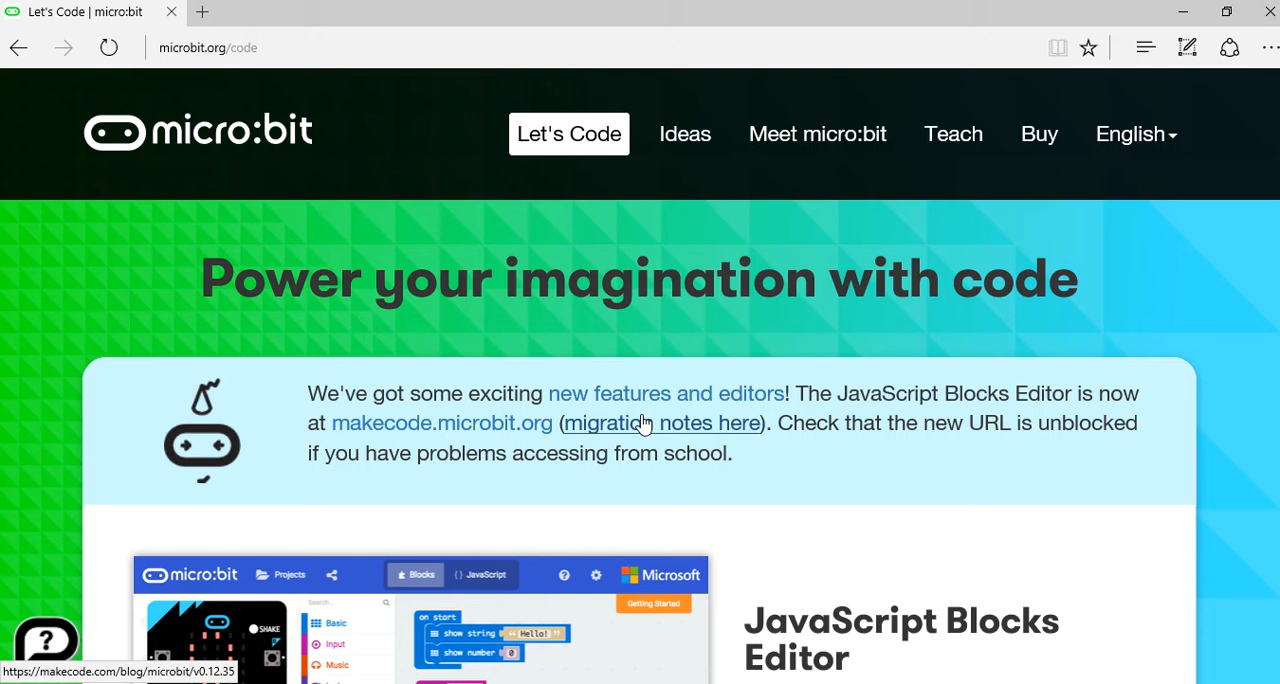 Let's Code | micro:bit
microbit.org/code
micro:bit
Let's Code Ideas Meet micro:bit Teach Buy English
Power your imagination with code
We've got some exciting new features and editors! The JavaScript Blocks Editor is now
at makecode.microbit.org (migration notes here). Check that the new URL is unblocked
if you have problems accessing from school.
micro:bit Projects Blocks {} JavaScript ? Microsoft
Getting Started
SHAKE
Search...
Basic
Input
Music
on start
show string "Hello!"
show number 0
JavaScript Blocks
Editor
?
https://makecode.com/blog/microbit/v0.12.35